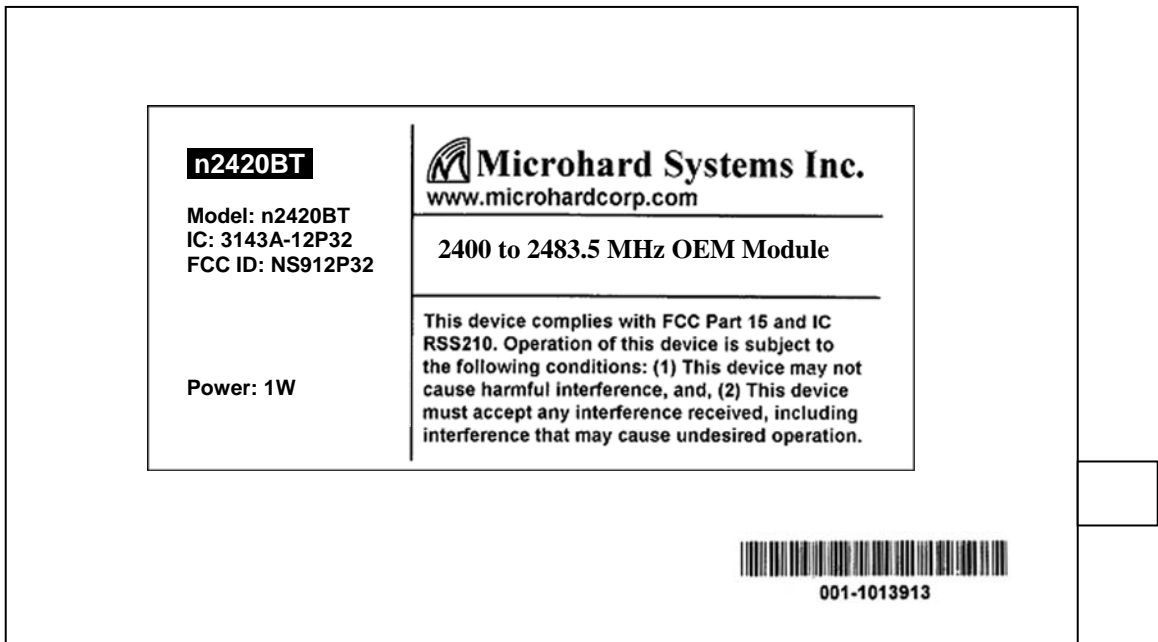 n2420BT
Model: n2420BT
IC: 3143A-12P32
FCC ID: NS912P32
Power: 1W
Microhard Systems Inc.
www.microhardcorp.com
2400 to 2483.5 MHz OEM Module
This device complies with FCC Part 15 and IC
RSS210. Operation of this device is subject to
the following conditions: (1) This device may not
cause harmful interference, and, (2) This device
must accept any interference received, including
interference that may cause undesired operation.
001-1013913